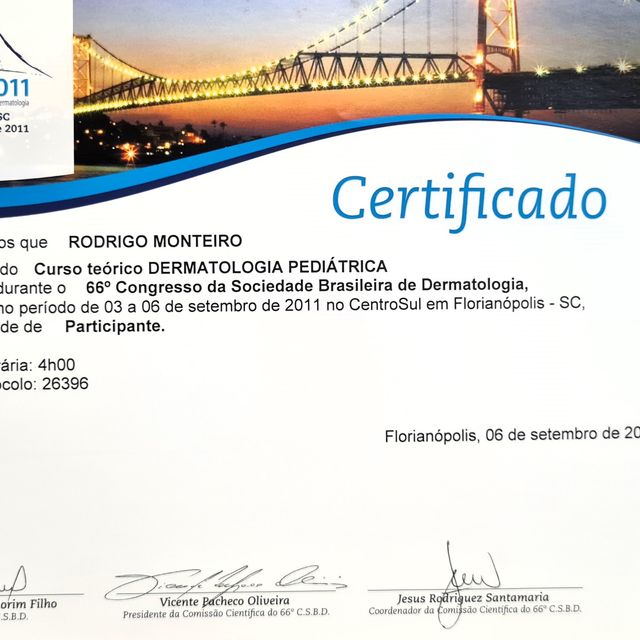 011
ermatologia
SC
e 2011
Certificado
os que RODRIGO MONTEIRO
do Curso teórico DERMATOLOGIA PEDIÁTRICA
durante o 66º Congresso da Sociedade Brasileira de Dermatologia,
no período de 03 a 06 de setembro de 2011 no CentroSul em Florianópolis - SC,
de de Participante.
ária: 4h00
ocolo: 26396
Florianópolis, 06 de setembro de 20
orim Filho
Vicente Pacheco Oliveira
Jesus Rodriguez Santamaria
C.S.B.D.
Presidente da Comissão Científica do 66º C.S.B.D.
Coordenador da Comissão Científica do 66º C.S.B.D.